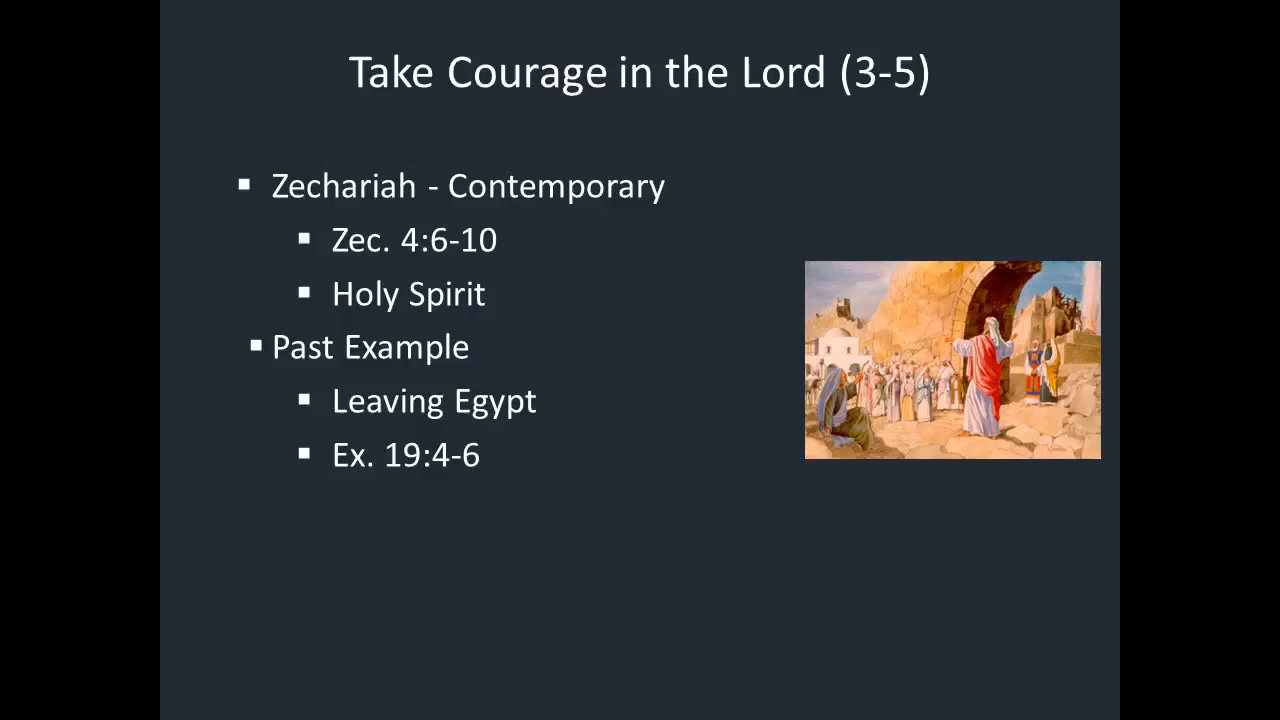 Take Courage in the Lord (3-5)
▪ Zechariah - Contemporary
▪ Zec. 4:6-10
▪ Holy Spirit
▪ Past Example
▪ Leaving Egypt
▪ Ex. 19:4-6